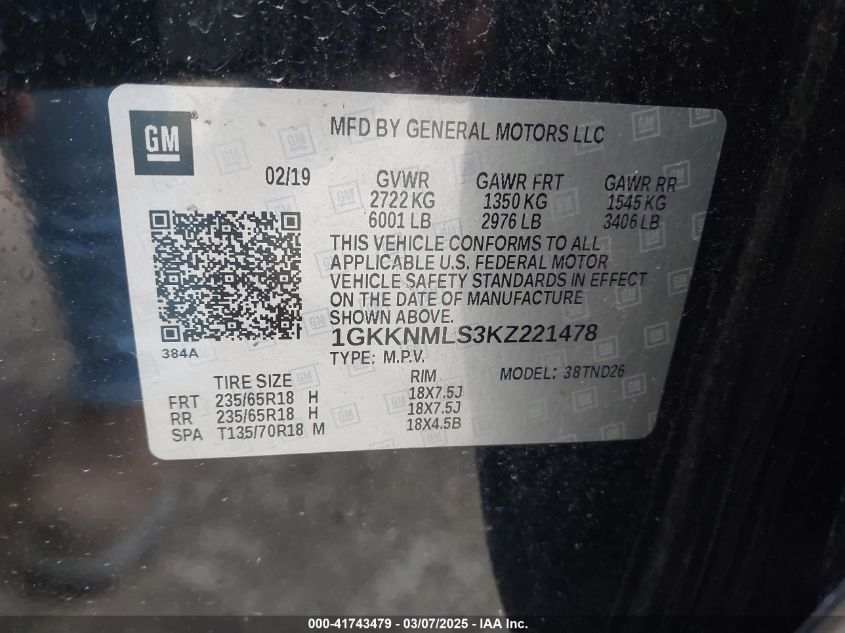 GM
MFD BY GENERAL MOTORS LLC
02/19
GVWR GAWR FRT GAWR RR
2722 KG 1350 KG 1545 KG
6001 LB 2976 LB 3406 LB
THIS VEHICLE CONFORMS TO ALL
APPLICABLE U.S. FEDERAL MOTOR
VEHICLE SAFETY STANDARDS IN EFFECT
ON THE DATE OF MANUFACTURE
SHOWN ABOVE.
384A
1GKKNMLS3KZ221478
TYPE: M.P.V. MODEL: 38TND26
TIRE SIZE RIM
FRT 235/65R18 H 18X7.5J
RR 235/65R18 H 18X7.5J
SPA T135/70R18 M 18X4.5B
000-41743479 - 03/07/2025 - IAA Inc.